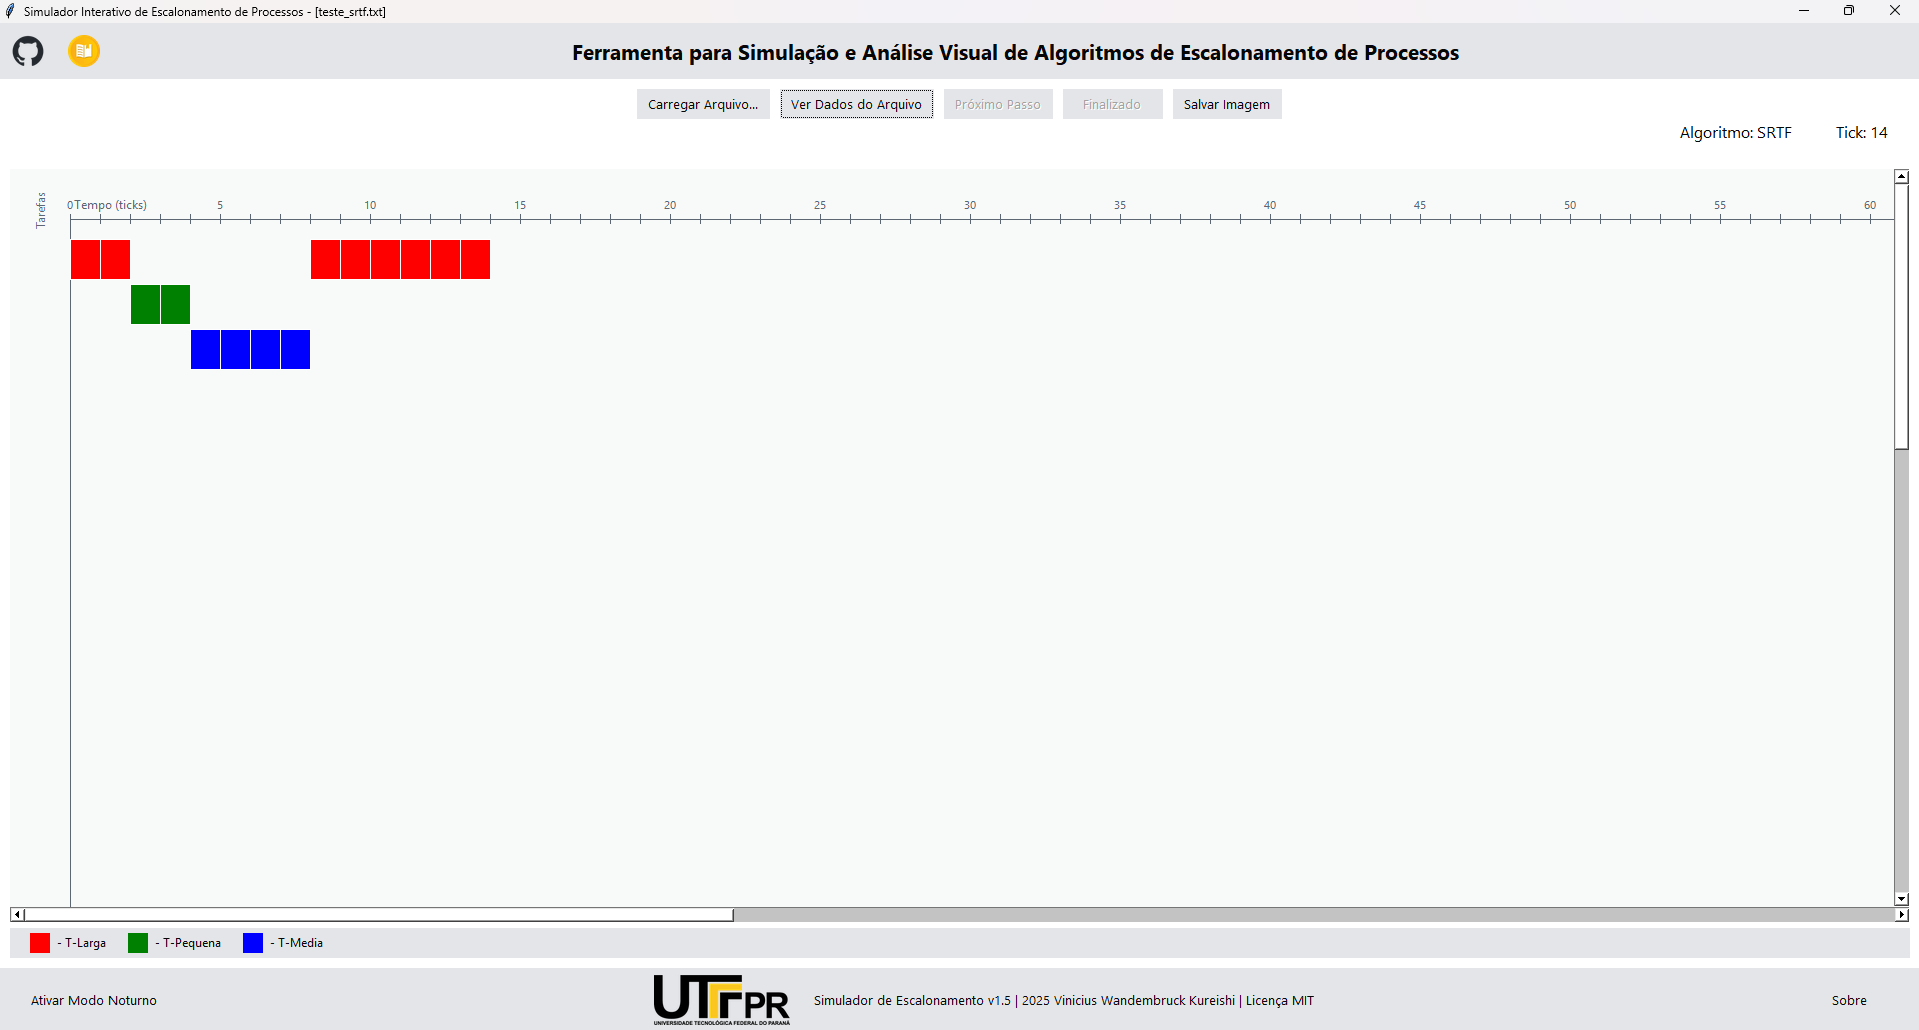 Simulador Interativo de Escalonamento de Processos - [teste_srtf.txt]
Ferramenta para Simulação e Análise Visual de Algoritmos de Escalonamento de Processos
Carregar Arquivo... Ver Dados do Arquivo Próximo Passo Finalizado Salvar Imagem
Algoritmo: SRTF Tick: 14
Tarefas
0 Tempo (ticks) 5 10 15 20 25 30 35 40 45 50 55 60
- T-Larga - T-Pequena - T-Media
Ativar Modo Noturno
UTFPR
UNIVERSIDADE TECNOLÓGICA FEDERAL DO PARANÁ
Simulador de Escalonamento v1.5 | 2025 Vinicius Wandembruck Kureishi | Licença MIT
Sobre